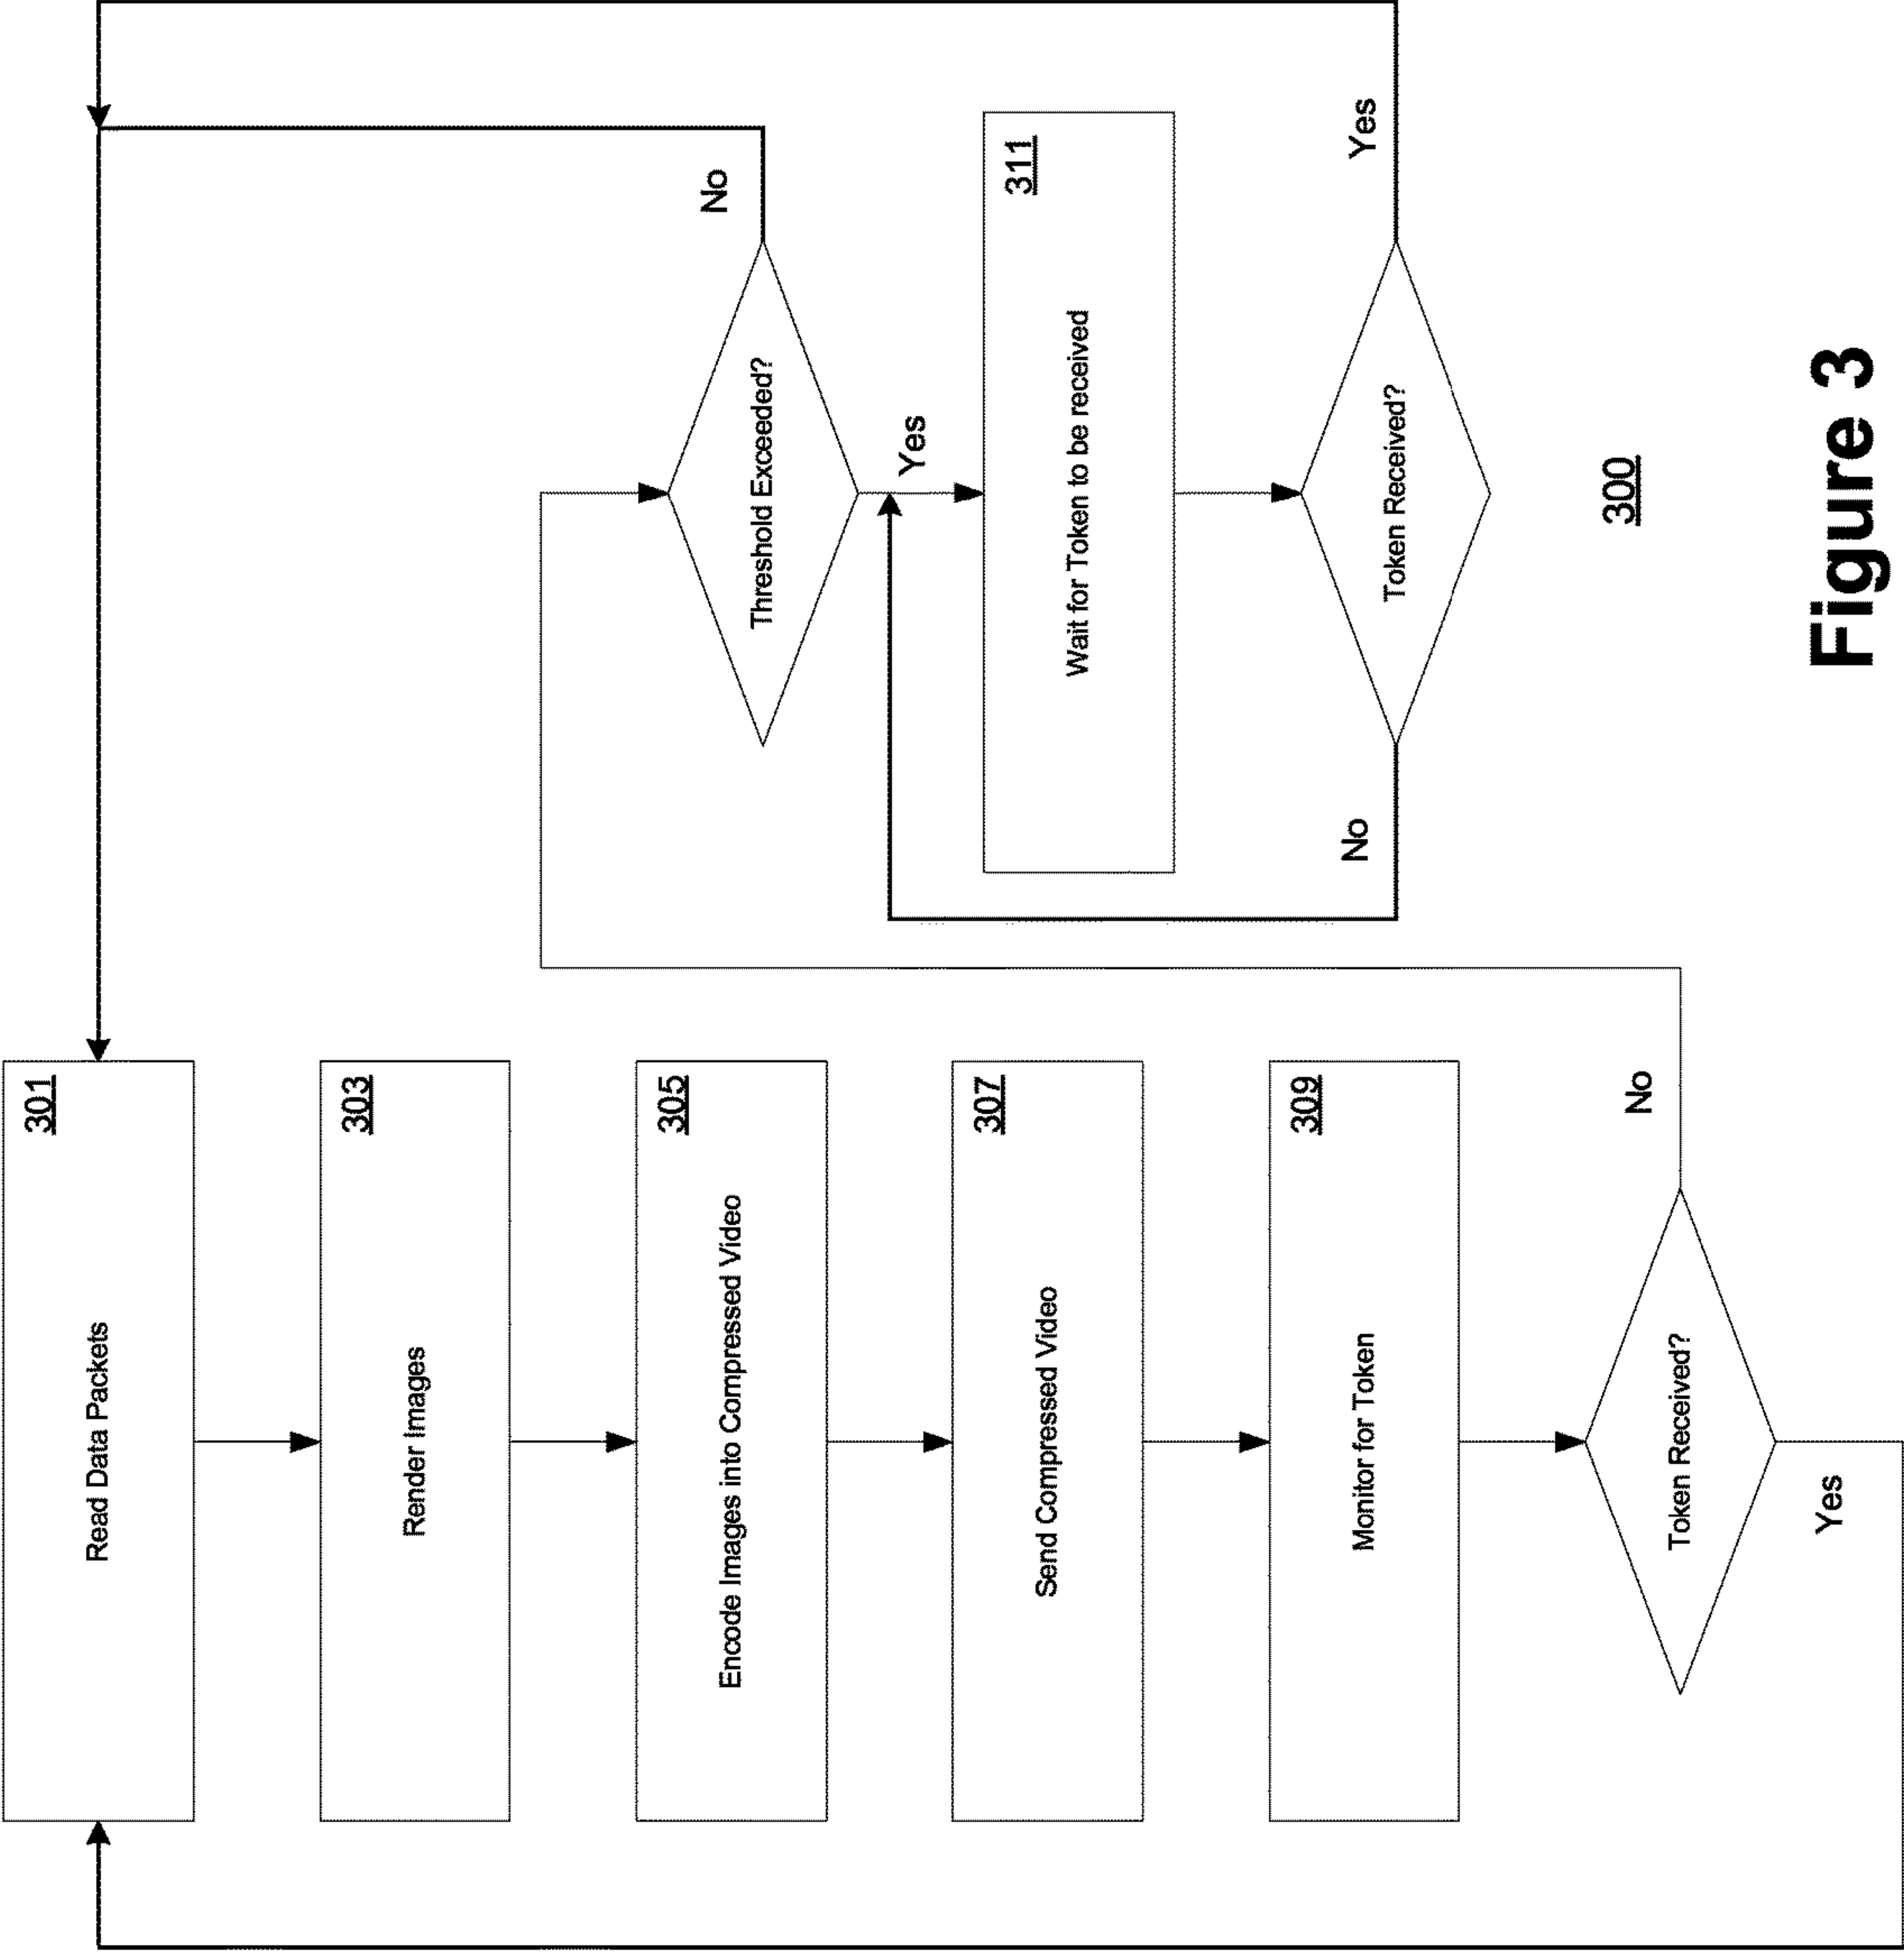 301
Read Data Packets
303
Render Images
305
Encode Images into Compressed Video
307
Send Compressed Video
309
Monitor for Token
Token Received?
No
Yes
Threshold Exceeded?
No
Yes
311
Wait for Token to be received
Token Received?
No
Yes
300
Figure 3